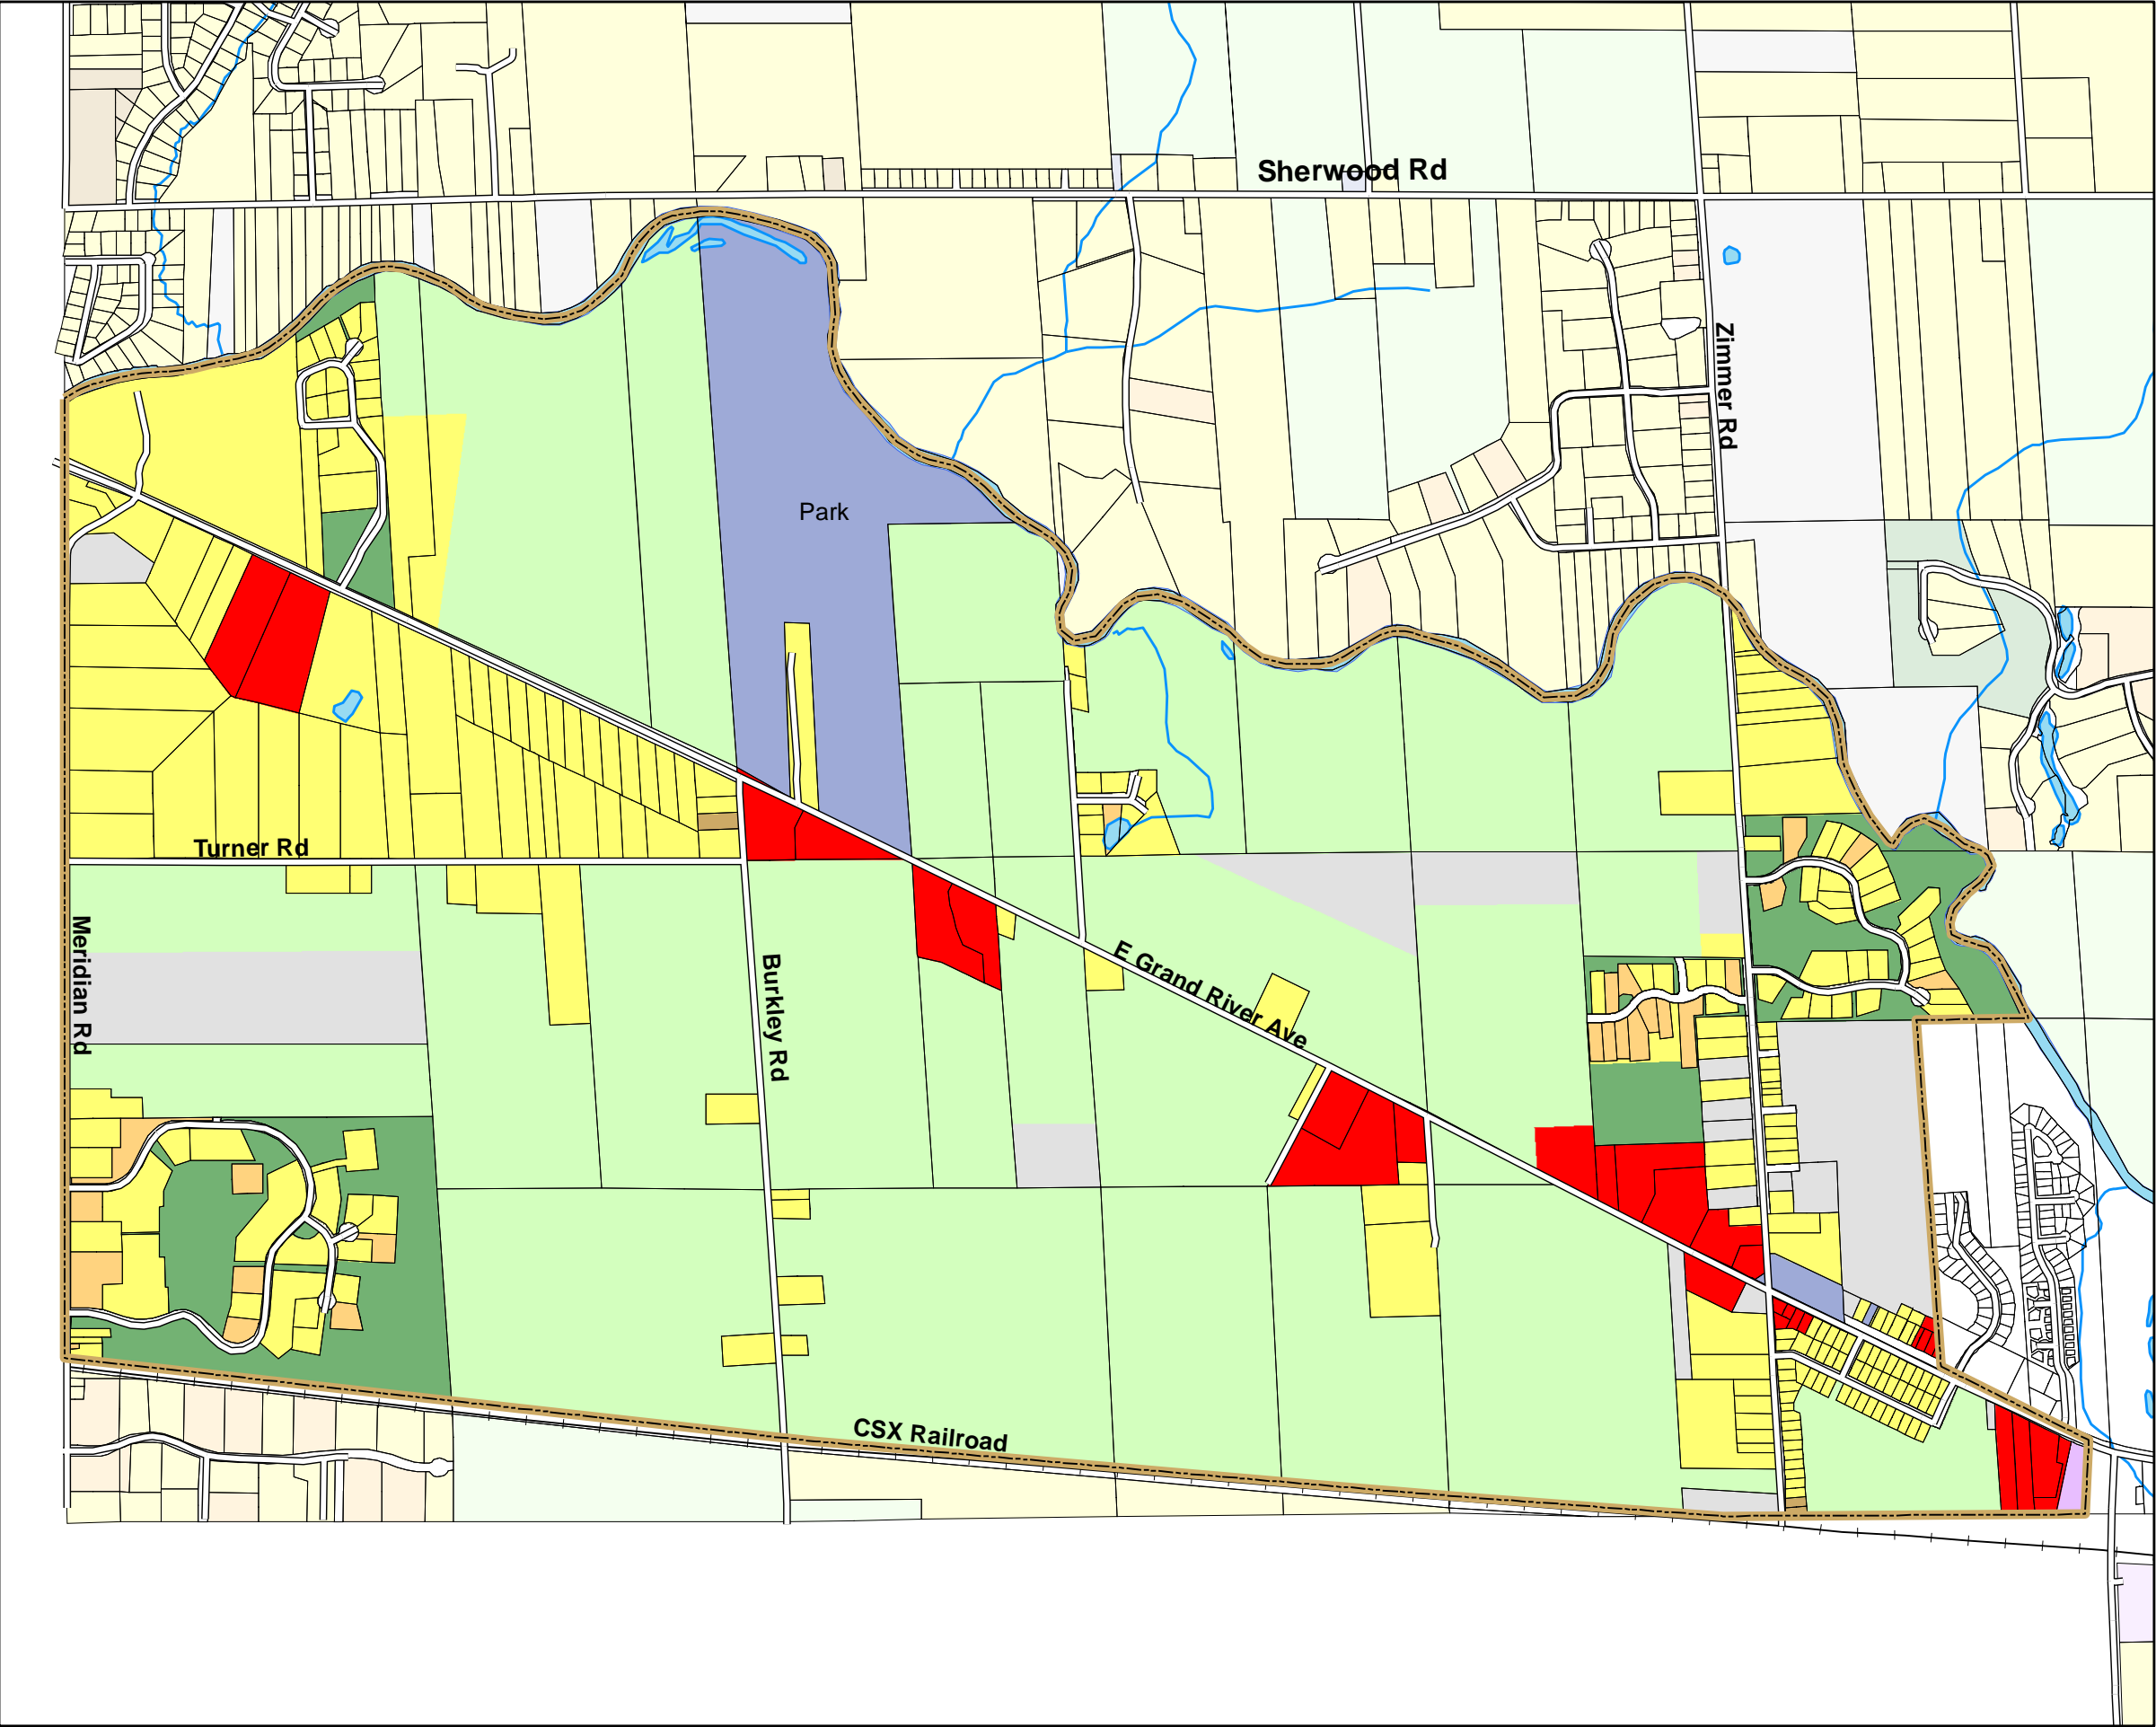 Sherwood Rd
Zimmer Rd
Park
Turner Rd
Meridian Rd
Burkley Rd
E Grand River Ave
CSX Railroad